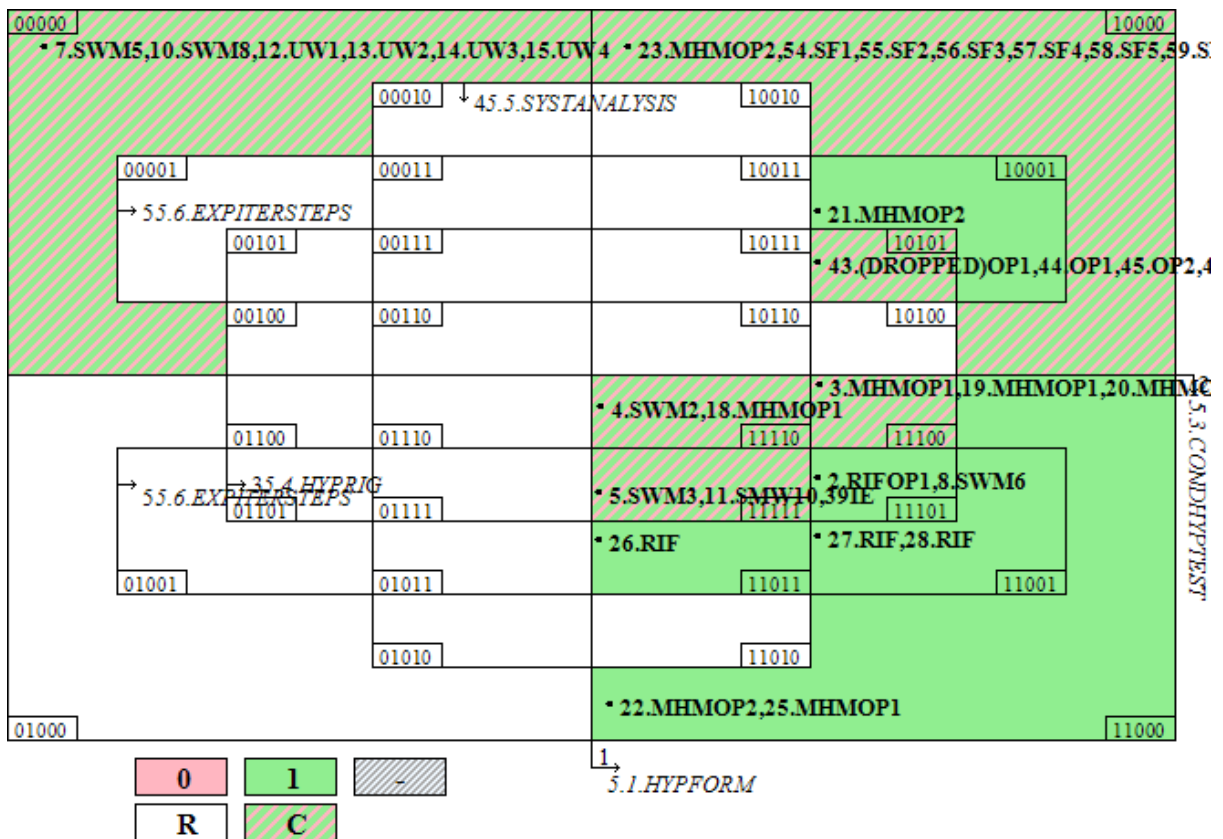 00000
10000
7.SWM5,10.SWM8,12.UW1,13.UW2,14.UW3,15.UW4
23.MHMOP2,54.SF1,55.SF2,56.SF3,57.SF4,58.SF5,59.S
00010
45.5.SYSTANALYSIS
10010
00001
00011
10011
10001
55.6.EXPITERSTEPS
21.MHMOP2
00101
00111
10111
10101
43.(DROPPED)OP1,44.OP1,45.OP2,4
00100
00110
10110
10100
3.MHMOP1,19.MHMOP1,20.MHMO
4.SWM2,18.MHMOP1
5.3.CONDHYPTEST
01100
01110
11110
11100
35.4.HYPRIG
2.RIFOP1,8.SWM6
55.6.EXPITERSTEPS
5.SWM3,11.SMW10,39IE
01101
01111
11111
11101
26.RIF
27.RIF,28.RIF
01001
01011
11011
11001
01010
11010
22.MHMOP2,25.MHMOP1
01000
11000
1
5.1.HYPFORM
0
1
-
R
C